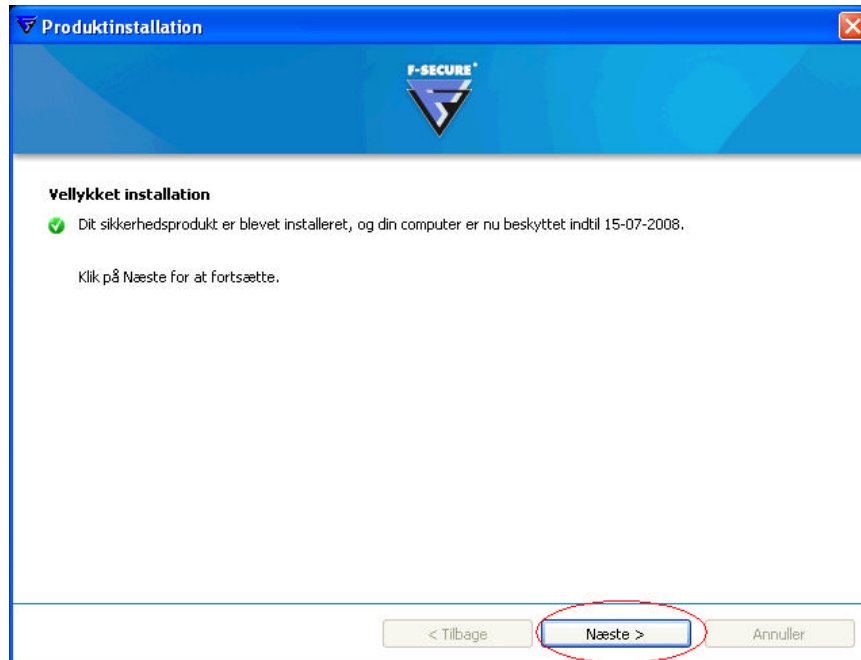 Produktinstallation
F-SECURE
Vellykket installation
Dit sikkerhedsprodukt er blevet installeret, og din computer er nu beskyttet indtil 15-07-2008.
Klik på Næste for at fortsætte.
< Tilbage
Næste >
Annuller